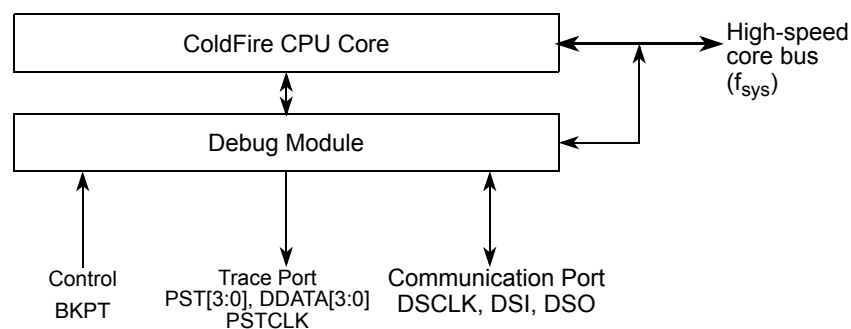 ColdFire CPU Core
High-speed
core bus
(fsys)
Debug Module
Control
BKPT
Trace Port
PST[3:0], DDATA[3:0]
PSTCLK
Communication Port
DSCLK, DSI, DSO